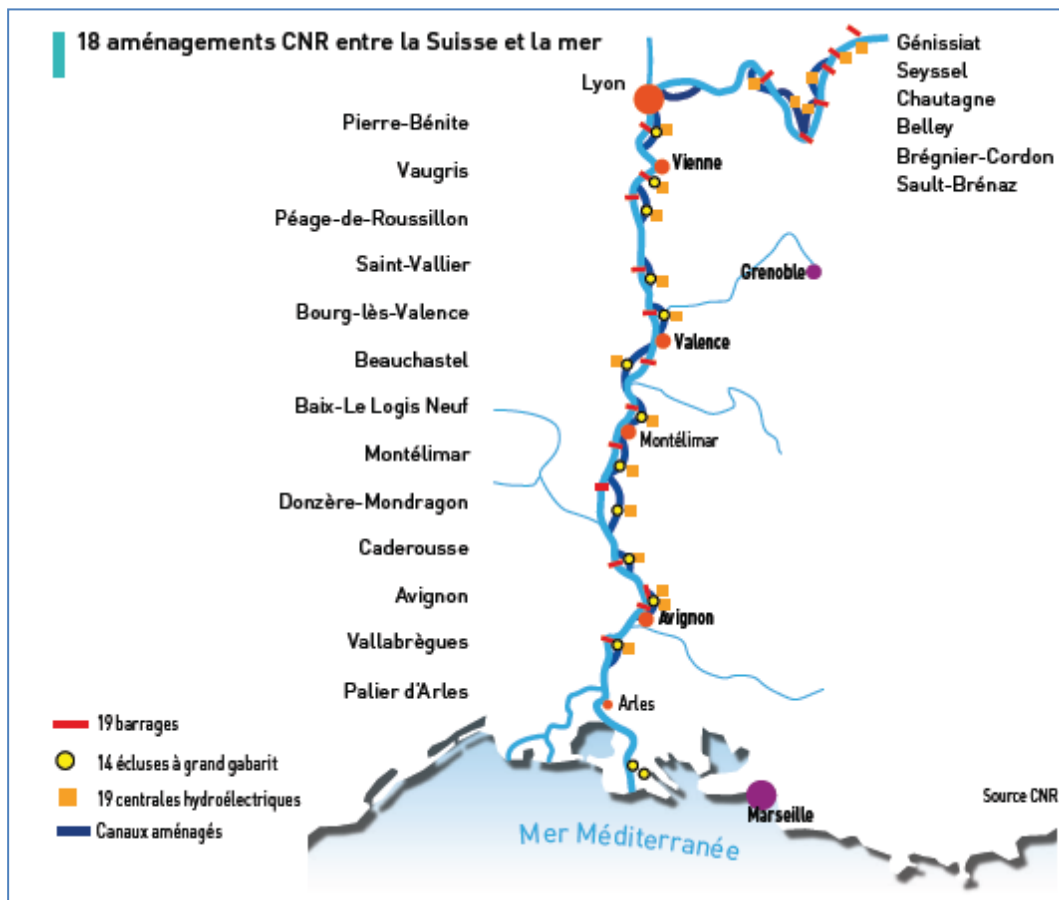 18 aménagements CNR entre la Suisse et la mer
Génissiat
Seyssel
Chautagne
Belley
Brégnier-Cordon
Sault-Brénaz
Lyon
Pierre-Bénite
Vienne
Vaugris
Péage-de-Roussillon
Saint-Vallier
Grenoble
Bourg-lès-Valence
Valence
Beauchastel
Baix-Le Logis Neuf
Montélimar
Montélimar
Donzère-Mondragon
Caderousse
Avignon
Avignon
Vallabrègues
Palier d'Arles
Arles
19 barrages
14 écluses à grand gabarit
19 centrales hydroélectriques
Canaux aménagés
Source CNR
Marseille
Mer Méditerranée